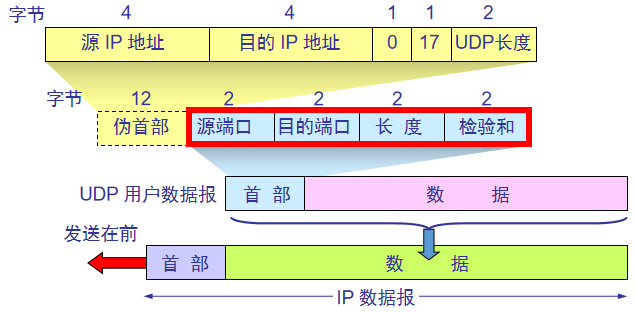 字节 4 4 1 1 2
源 IP 地址 目的 IP 地址 0 17 UDP长度
字节 12 2 2 2 2
伪首部 源端口 目的端口 长 度 检验和
UDP 用户数据报 首 部 数 据
发送在前
首 部 数 据
IP 数据报